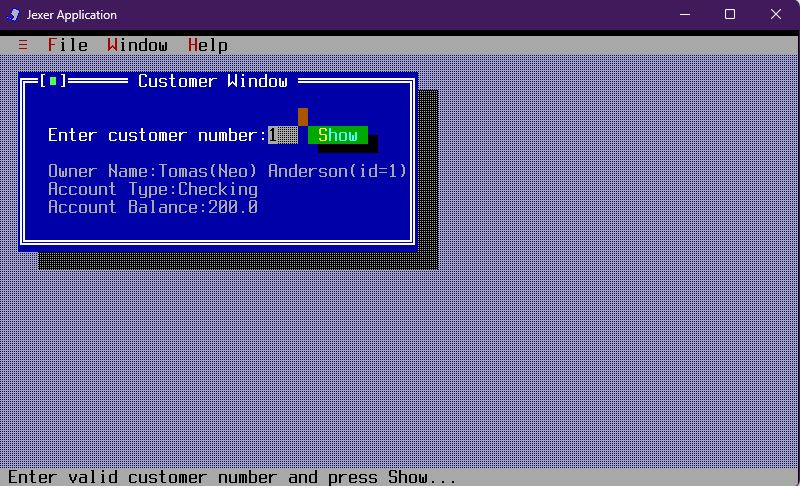 Jexer Application
≡ File Window Help
Customer Window
Enter customer number:1 Show
Owner Name:Tomas(Neo) Anderson(id=1)
Account Type:Checking
Account Balance:200.0
Enter valid customer number and press Show...